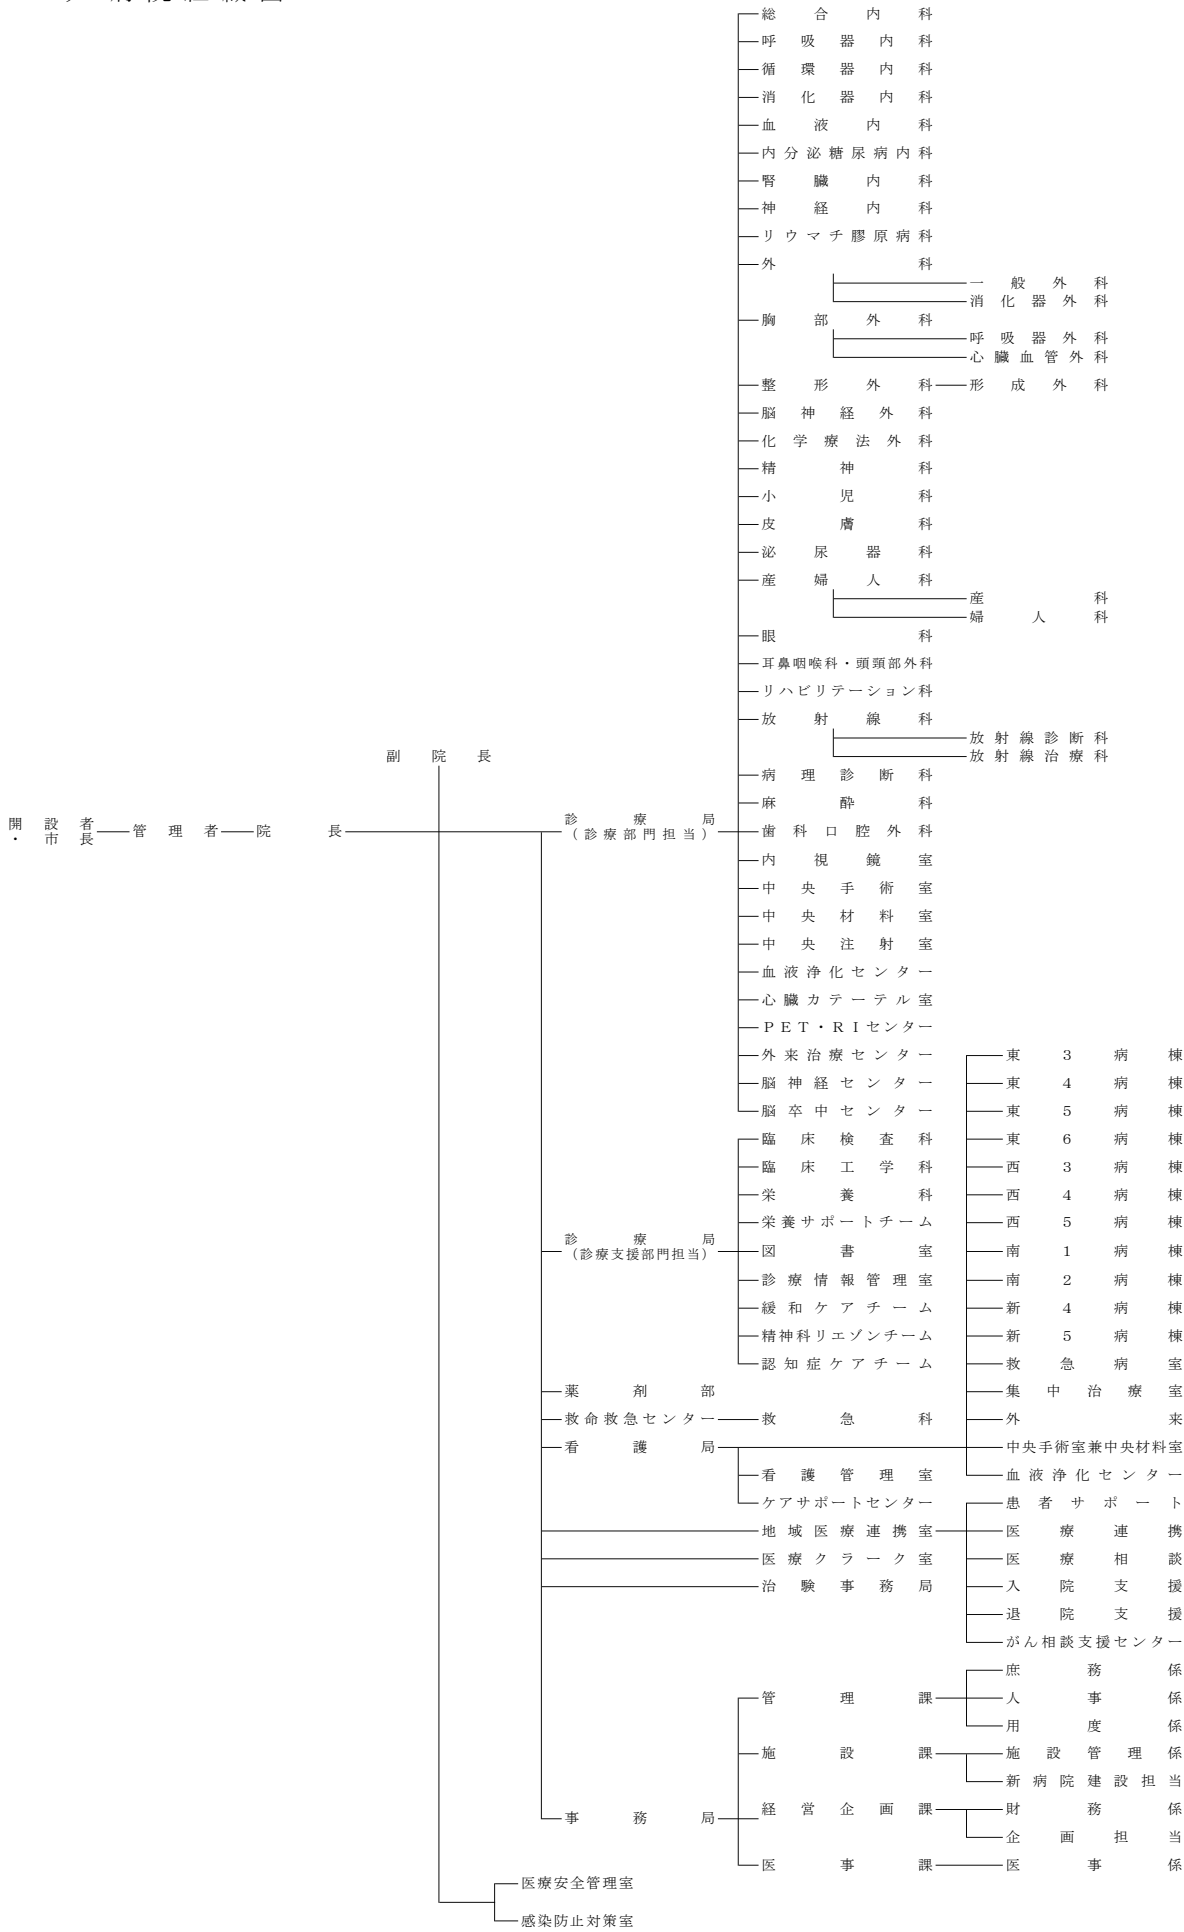 病院組織図
総合内科
呼吸器内科
循環器内科
消化器内科
血液内科
内分泌糖尿病内科
腎臓内科
神経内科
リウマチ膠原病科
外科
一般外科
消化器外科
胸部外科
呼吸器外科
心臓血管外科
整形外科 形成外科
脳神経外科
化学療法外科
精神科
小児科
皮膚科
泌尿器科
産婦人科
産科
婦人科
眼科
耳鼻咽喉科・頭頸部外科
リハビリテーション科
放射線科
放射線診断科
副院長 放射線治療科
病理診断科
麻酔科
開設者・市長 管理者 院長 診療局（診療部門担当） 歯科口腔外科
内視鏡室
中央手術室
中央材料室
中央注射室
血液浄化センター
心臓カテーテル室
ＰＥＴ・ＲＩセンター
外来治療センター 東３病棟
脳神経センター 東４病棟
脳卒中センター 東５病棟
臨床検査科 東６病棟
臨床工学科 西３病棟
栄養科 西４病棟
栄養サポートチーム 西５病棟
診療局（診療支援部門担当） 図書室 南１病棟
診療情報管理室 南２病棟
緩和ケアチーム 新４病棟
精神科リエゾンチーム 新５病棟
認知症ケアチーム 救急病室
薬剤部 集中治療室
救命救急センター 救急科 外来
看護局 中央手術室兼中央材料室
看護管理室 血液浄化センター
ケアサポートセンター 患者サポート
地域医療連携室 医療連携
医療クラーク室 医療相談
治験事務局 入院支援
退院支援
がん相談支援センター
庶務係
管理課 人事係
用度係
施設課 施設管理係
新病院建設担当
事務局 経営企画課 財務係
企画担当
医事課 医事係
医療安全管理室
感染防止対策室